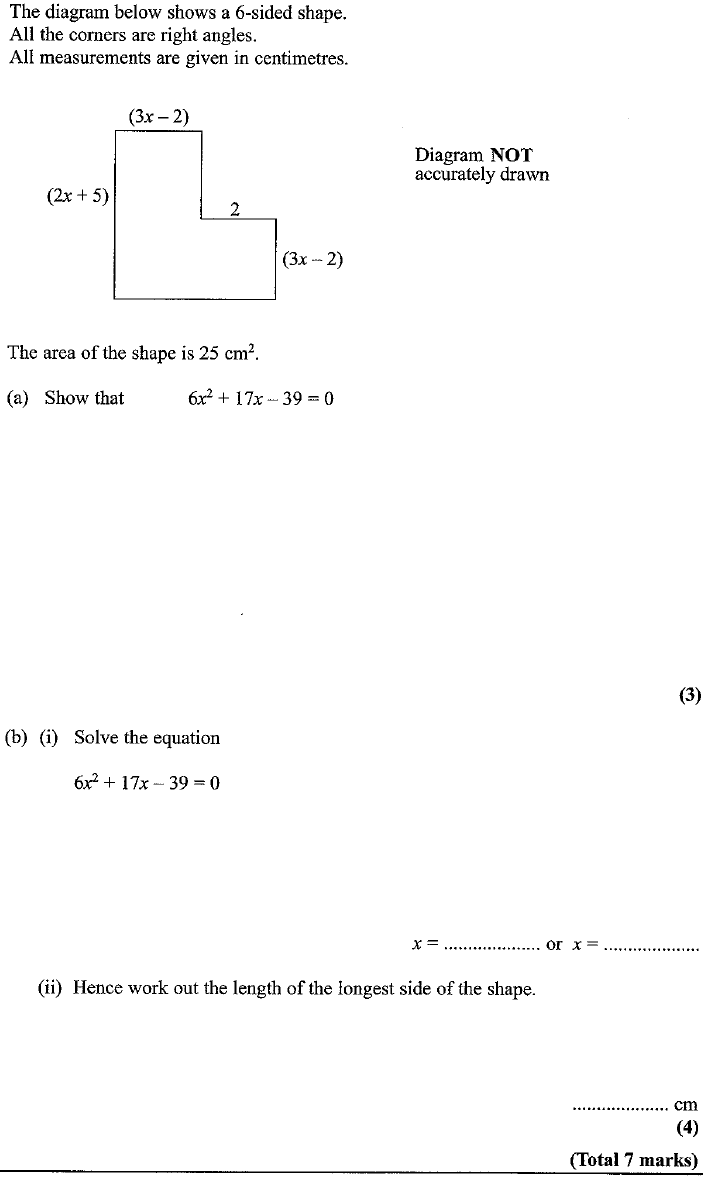 The diagram below shows a 6-sided shape.
All the corners are right angles.
All measurements are given in centimetres.
(3x – 2)
Diagram NOT
accurately drawn
(2x + 5)
2
(3x – 2)
The area of the shape is 25 cm².
(a) Show that 6x² + 17x – 39 = 0
(3)
(b) (i) Solve the equation
6x² + 17x – 39 = 0
x = .................... or x = ....................
(ii) Hence work out the length of the longest side of the shape.
.................... cm
(4)
(Total 7 marks)